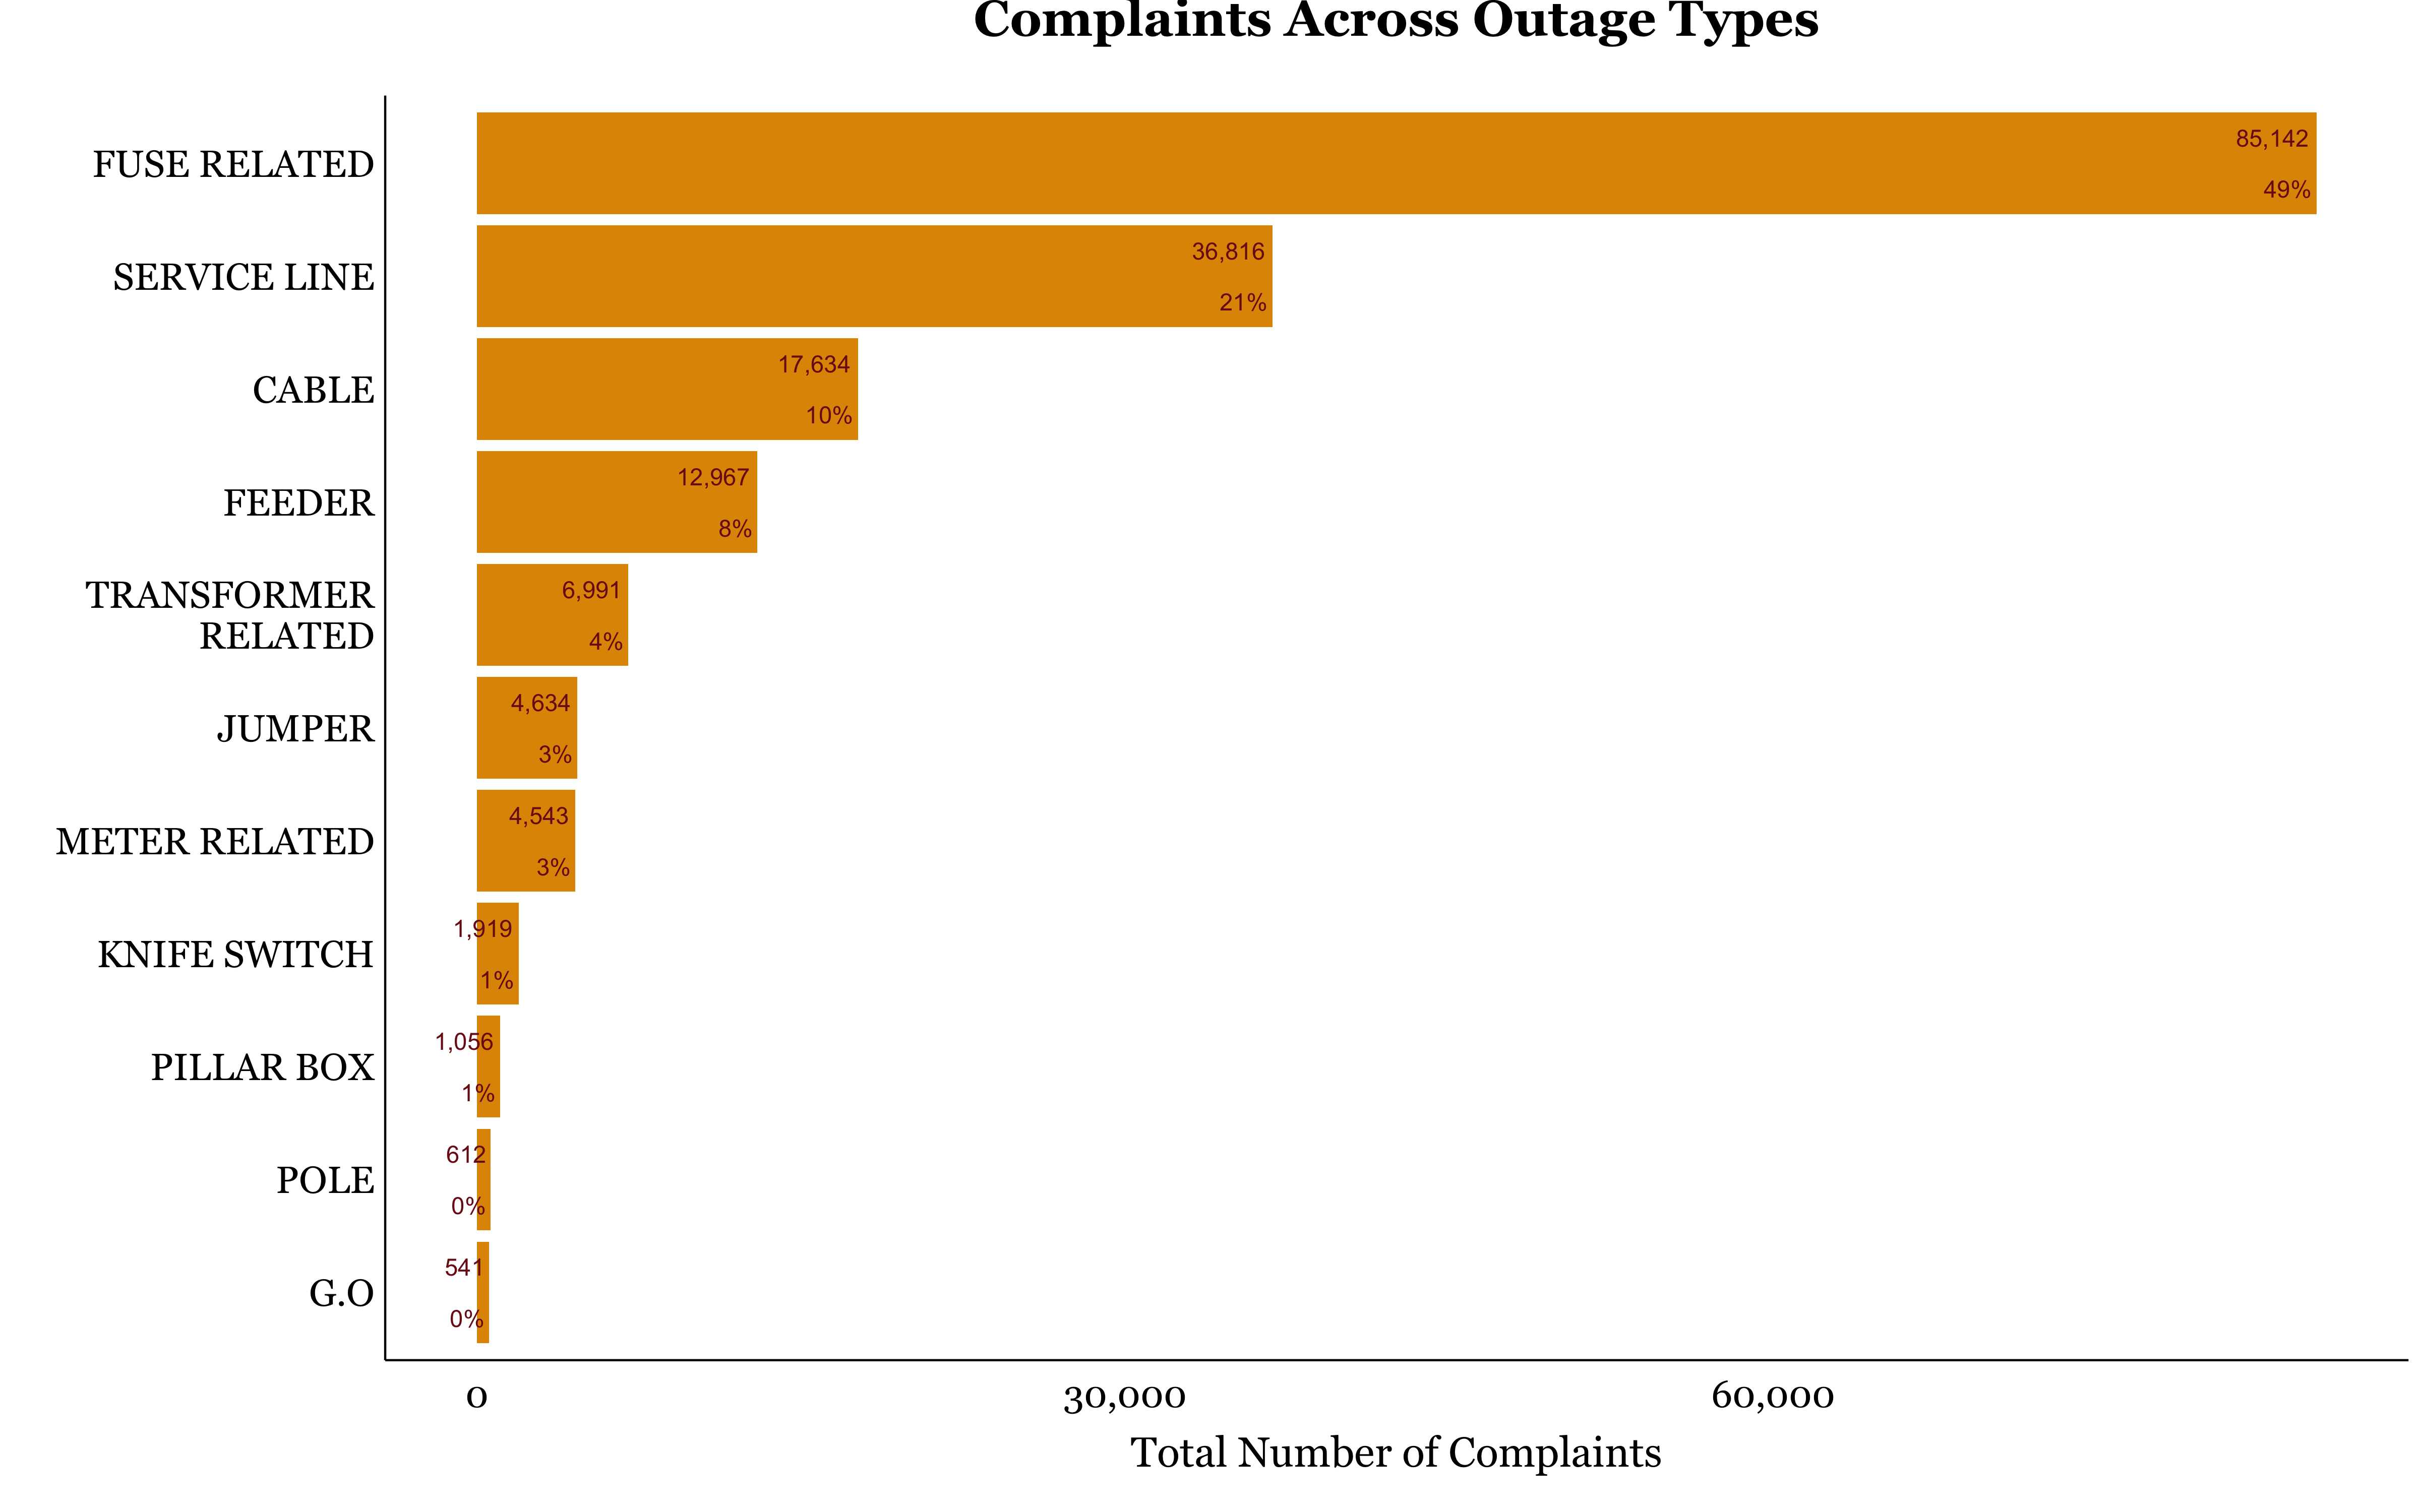 Complaints Across Outage Types
FUSE RELATED
85,142
49%
SERVICE LINE
36,816
21%
CABLE
17,634
10%
FEEDER
12,967
8%
TRANSFORMER
RELATED
6,991
4%
JUMPER
4,634
3%
METER RELATED
4,543
3%
KNIFE SWITCH
1,919
1%
PILLAR BOX
1,056
1%
POLE
612
0%
G.O
541
0%
0 30,000 60,000
Total Number of Complaints